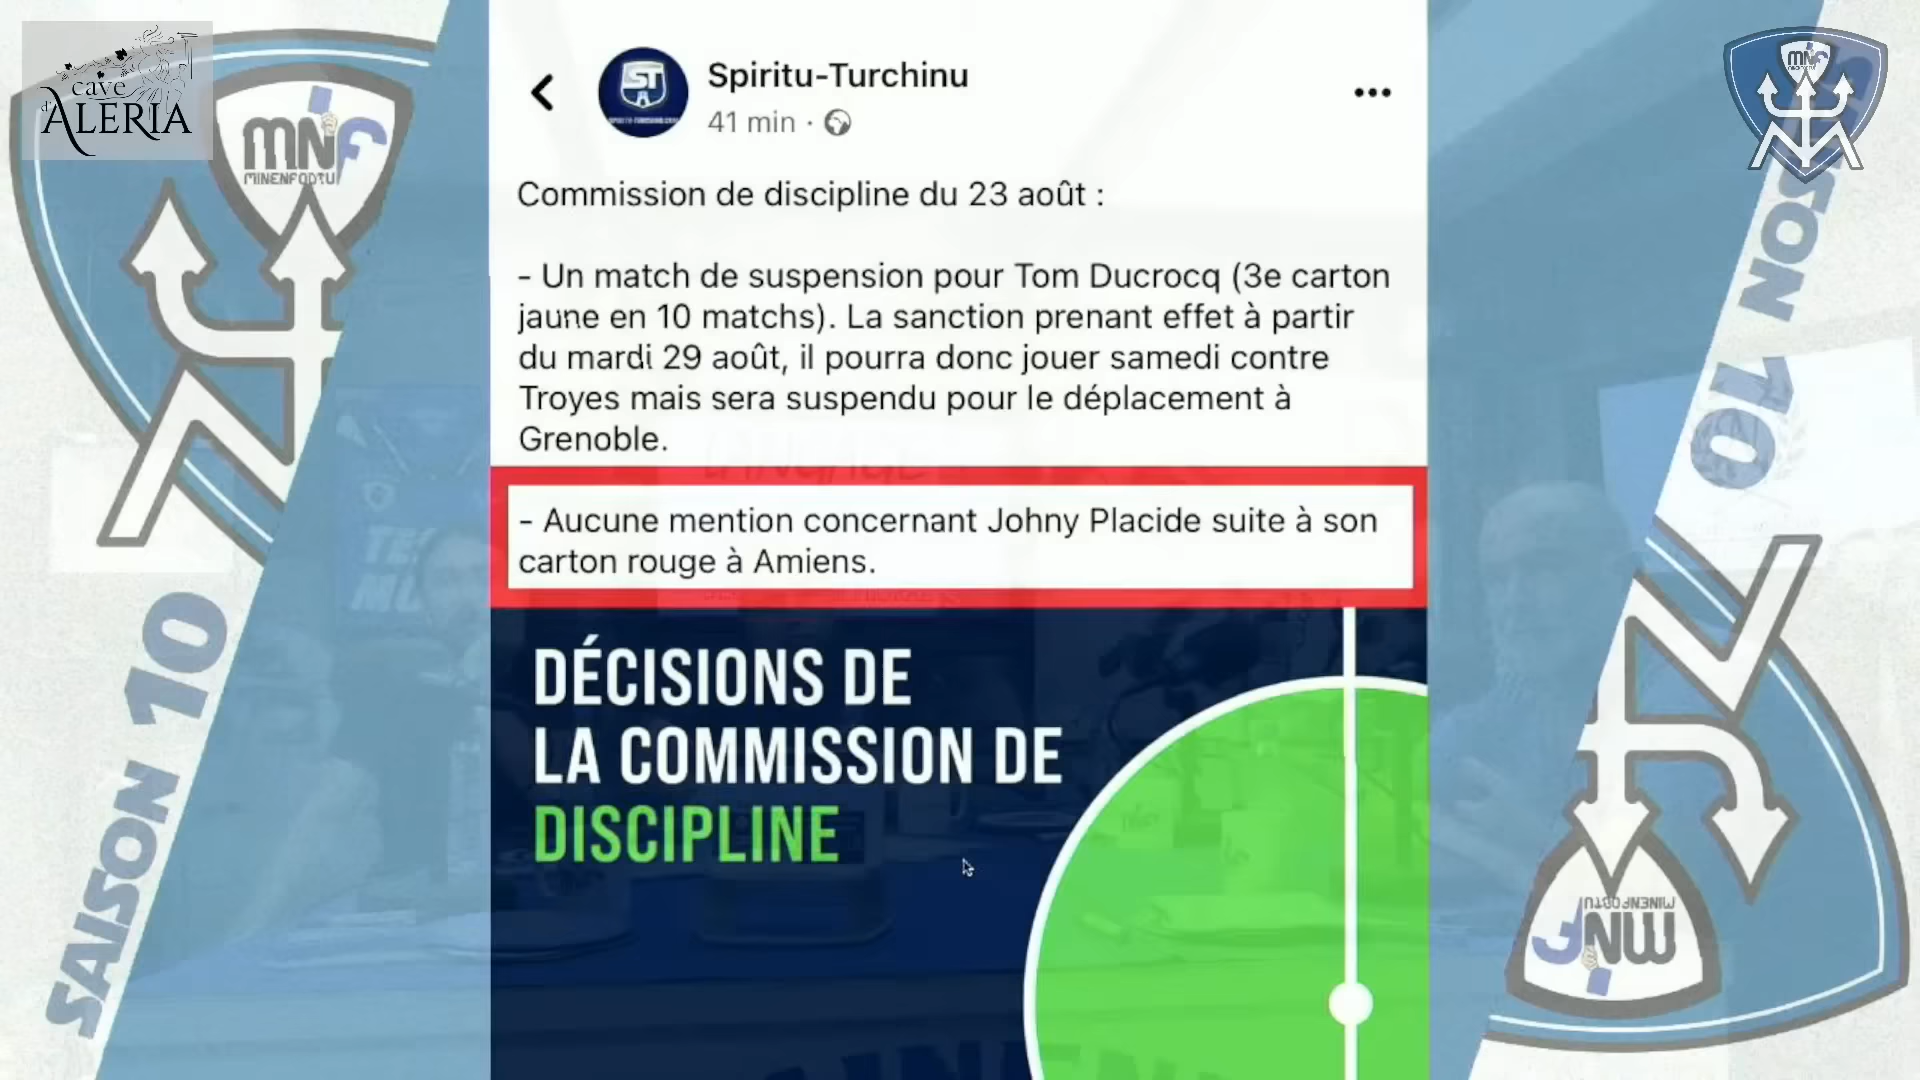 cave
d'ALERIA
MNF
MINENFOOTU
SAISON 10
Spiritu-Turchinu
41 min ·
ST
Commission de discipline du 23 août :
- Un match de suspension pour Tom Ducrocq (3e carton
jaune en 10 matchs). La sanction prenant effet à partir
du mardi 29 août, il pourra donc jouer samedi contre
Troyes mais sera suspendu pour le déplacement à
Grenoble.
- Aucune mention concernant Johny Placide suite à son
carton rouge à Amiens.
DÉCISIONS DE
LA COMMISSION DE
DISCIPLINE
MNF
SAISON 10
MNF
MINENFOOTU